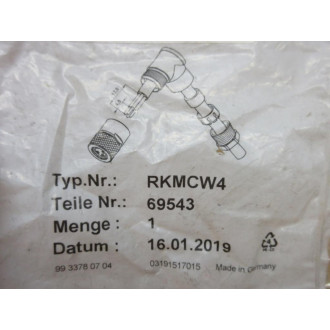 Typ.Nr.: RKMCW4
Teile Nr.: 69543
Menge : 1
Datum : 16.01.2019
99 3378 07 04 03191517015 Made in Germany